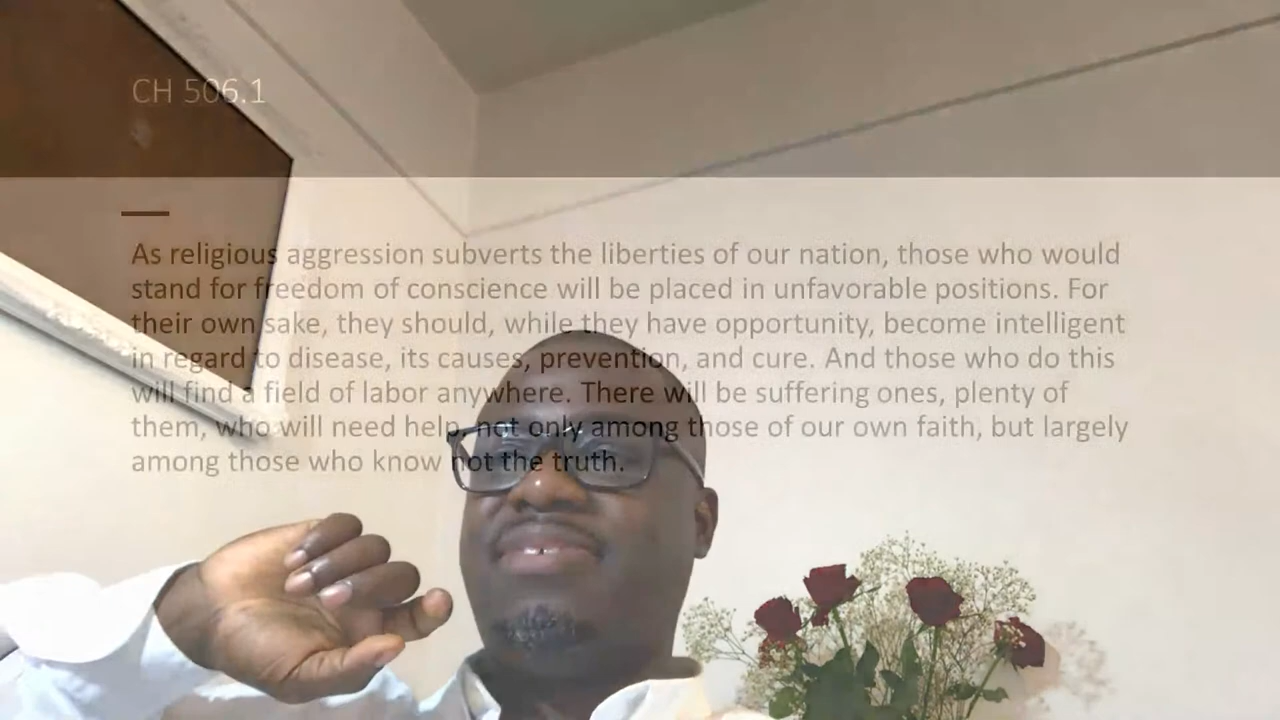 CH 506.1
As religious aggression subverts the liberties of our nation, those who would
stand for freedom of conscience will be placed in unfavorable positions. For
their own sake, they should, while they have opportunity, become intelligent
in regard to disease, its causes, prevention, and cure. And those who do this
will find a field of labor anywhere. There will be suffering ones, plenty of
them, who will need help, not only among those of our own faith, but largely
among those who know not the truth.